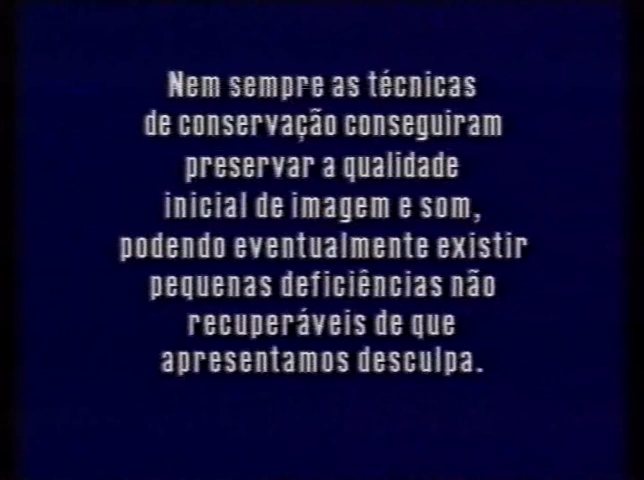 Nem sempre as técnicas
de conservação conseguiram
preservar a qualidade
inicial de imagem e som,
podendo eventualmente existir
pequenas deficiências não
recuperáveis de que
apresentamos desculpa.